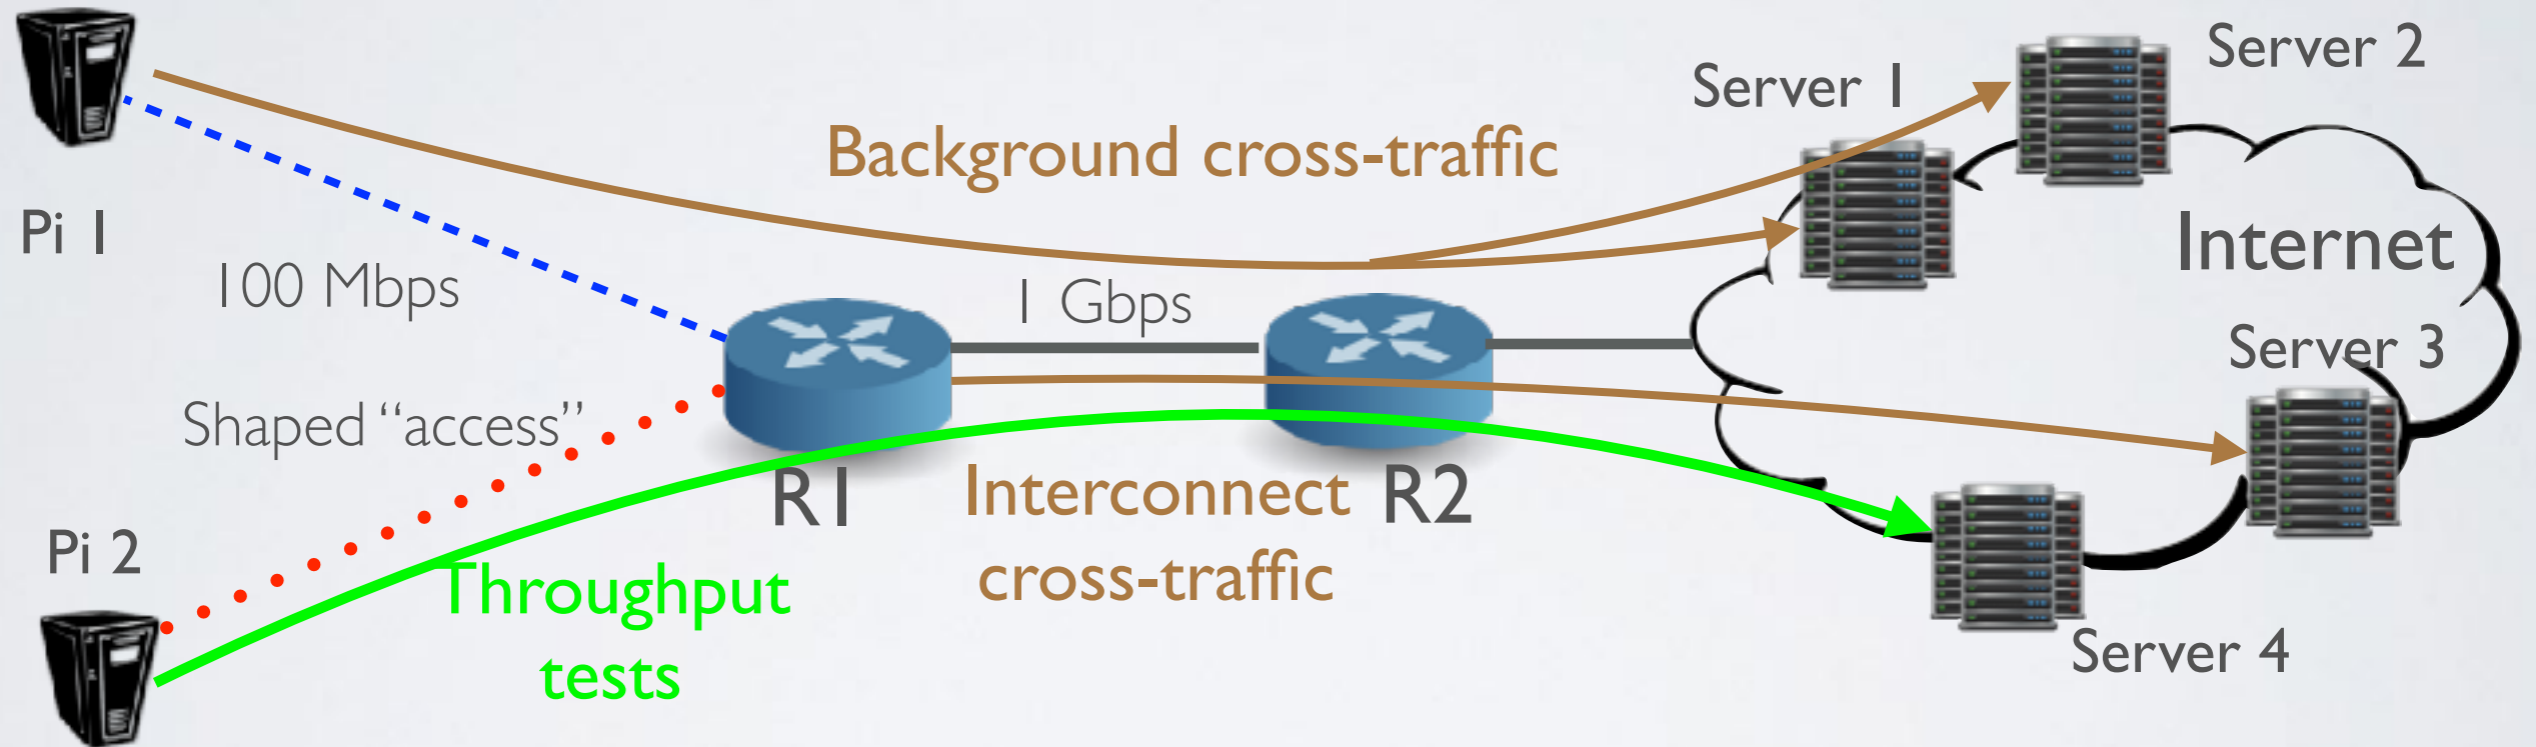 Server 2
Server 1
Background cross-traffic
Pi 1
Internet
100 Mbps
1 Gbps
Server 3
Shaped “access”
R1
Interconnect
R2
cross-traffic
Pi 2
Throughput
tests
Server 4